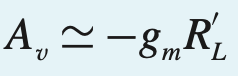 A_v ≃ −g_m R′_L